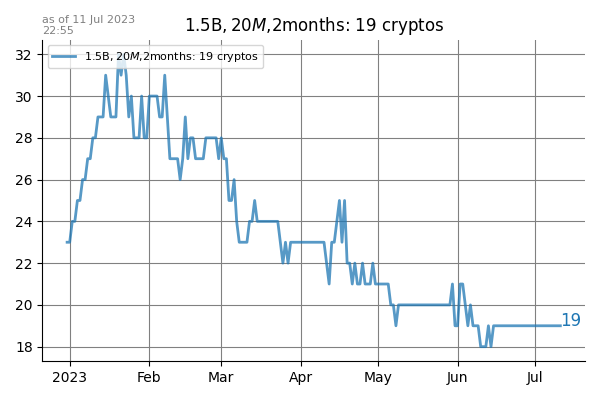 as of 11 Jul 2023
22:55
1.5B, 20M,2months: 19 cryptos
1.5B, 20M,2months: 19 cryptos
32
30
28
26
24
22
20
18
19
2023 Feb Mar Apr May Jun Jul